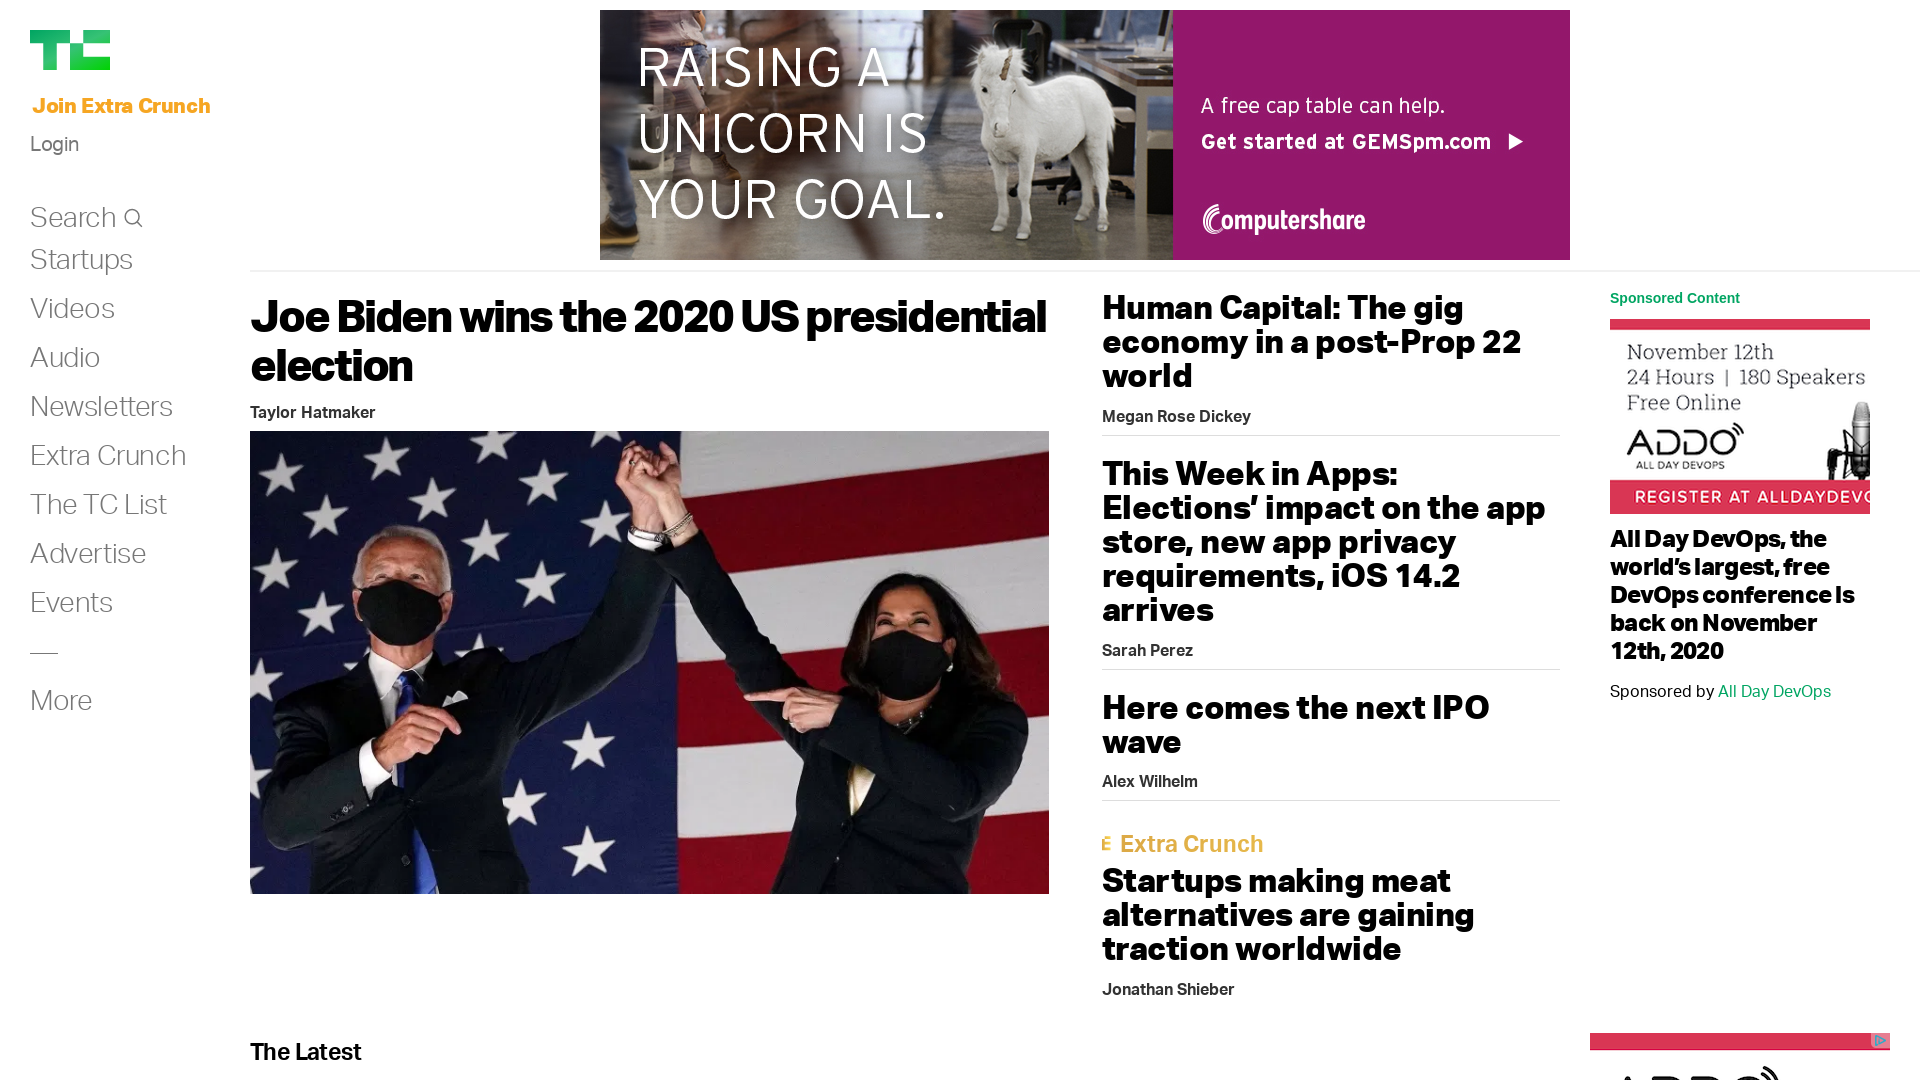 TC
Join Extra Crunch
Login
Search
Startups
Videos
Audio
Newsletters
Extra Crunch
The TC List
Advertise
Events
More
RAISING A
UNICORN IS
YOUR GOAL.
A free cap table can help.
Get started at GEMSpm.com
Computershare
Joe Biden wins the 2020 US presidential
election
Taylor Hatmaker
Human Capital: The gig
economy in a post-Prop 22
world
Megan Rose Dickey
This Week in Apps:
Elections’ impact on the app
store, new app privacy
requirements, iOS 14.2
arrives
Sarah Perez
Here comes the next IPO
wave
Alex Wilhelm
Extra Crunch
Startups making meat
alternatives are gaining
traction worldwide
Jonathan Shieber
Sponsored Content
November 12th
24 Hours | 180 Speakers
Free Online
ADDO
ALL DAY DEVOPS
REGISTER AT ALLDAYDEVO
All Day DevOps, the
world’s largest, free
DevOps conference Is
back on November
12th, 2020
Sponsored by All Day DevOps
The Latest